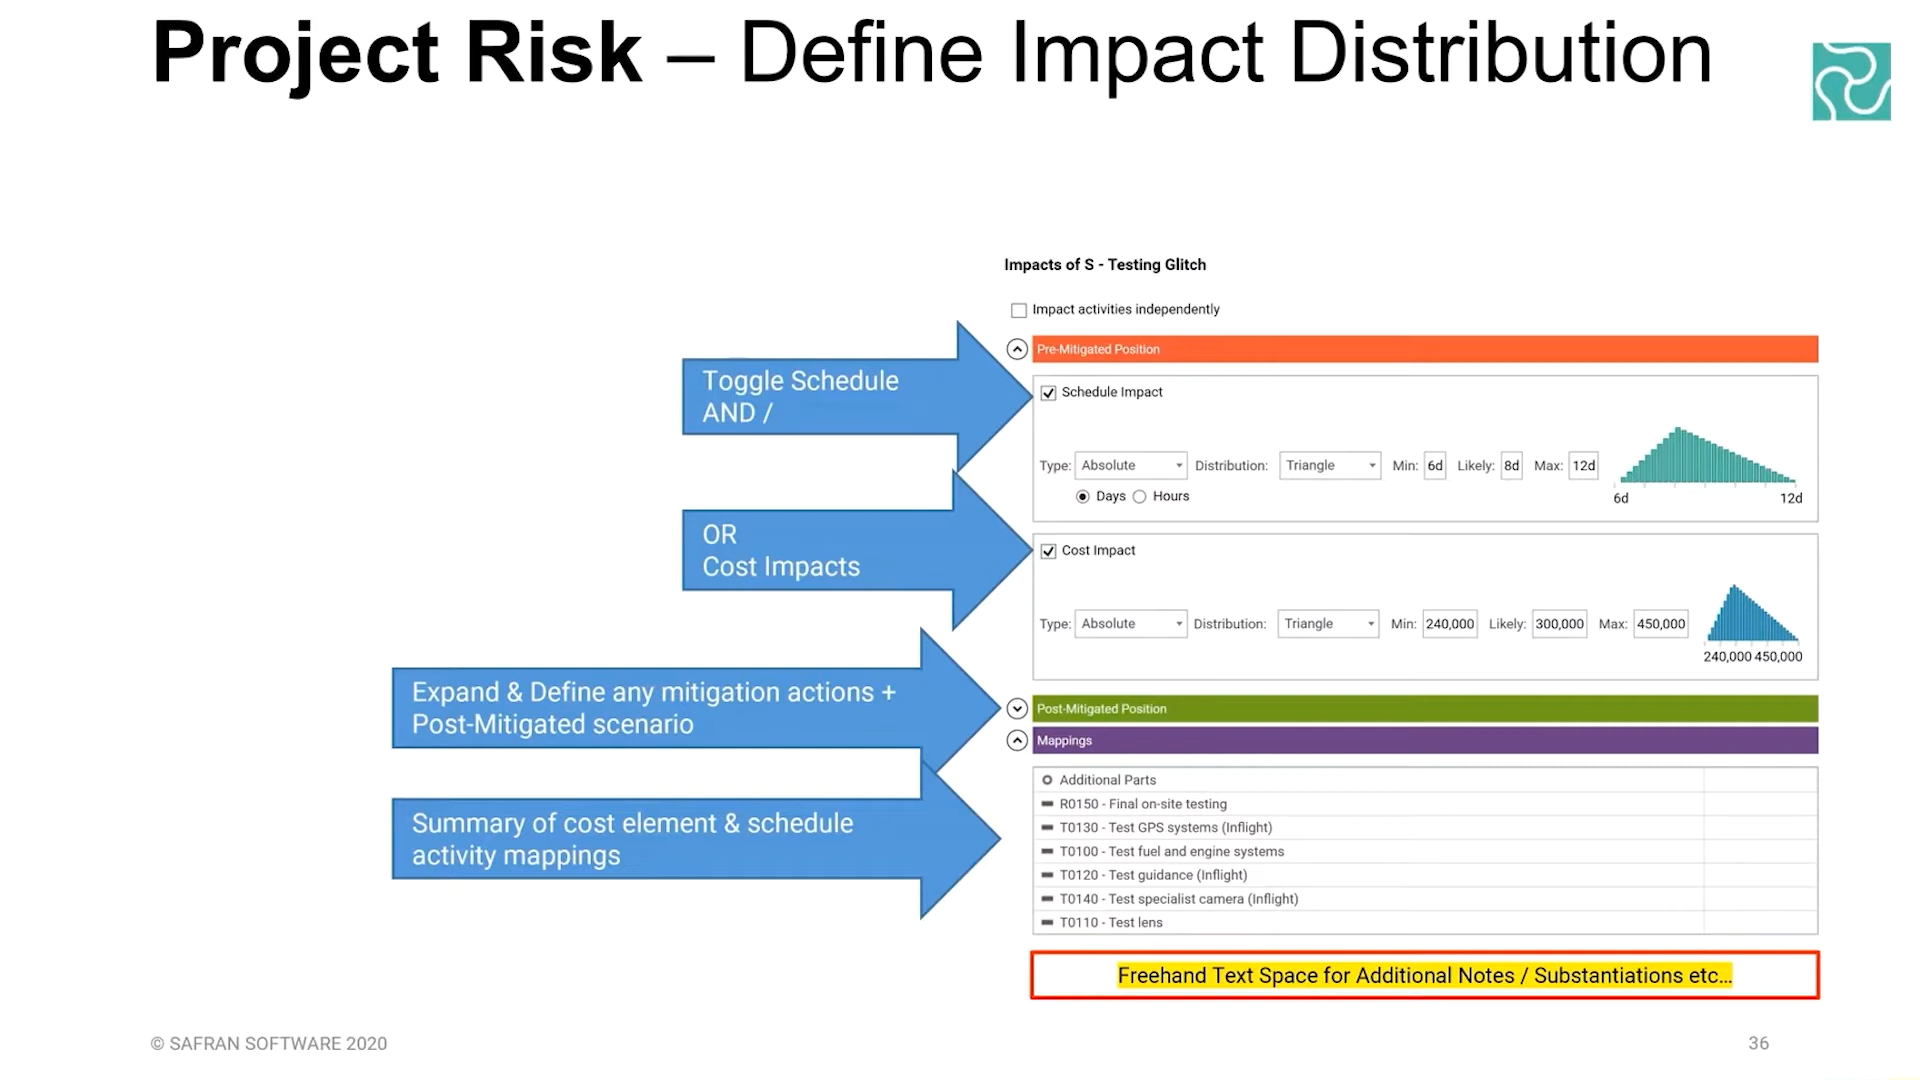 Project Risk – Define Impact Distribution
Impacts of S - Testing Glitch
Impact activities independently
Pre-Mitigated Position
Toggle Schedule
AND /
Schedule Impact
Type: Absolute Distribution: Triangle Min: 6d Likely: 8d Max: 12d
Days Hours
6d 12d
OR
Cost Impacts
Cost Impact
Type: Absolute Distribution: Triangle Min: 240,000 Likely: 300,000 Max: 450,000
240,000 450,000
Expand & Define any mitigation actions +
Post-Mitigated scenario
Post-Mitigated Position
Mappings
Summary of cost element & schedule
activity mappings
Additional Parts
R0150 - Final on-site testing
T0130 - Test GPS systems (Inflight)
T0100 - Test fuel and engine systems
T0120 - Test guidance (Inflight)
T0140 - Test specialist camera (Inflight)
T0110 - Test lens
Freehand Text Space for Additional Notes / Substantiations etc...
© SAFRAN SOFTWARE 2020
36